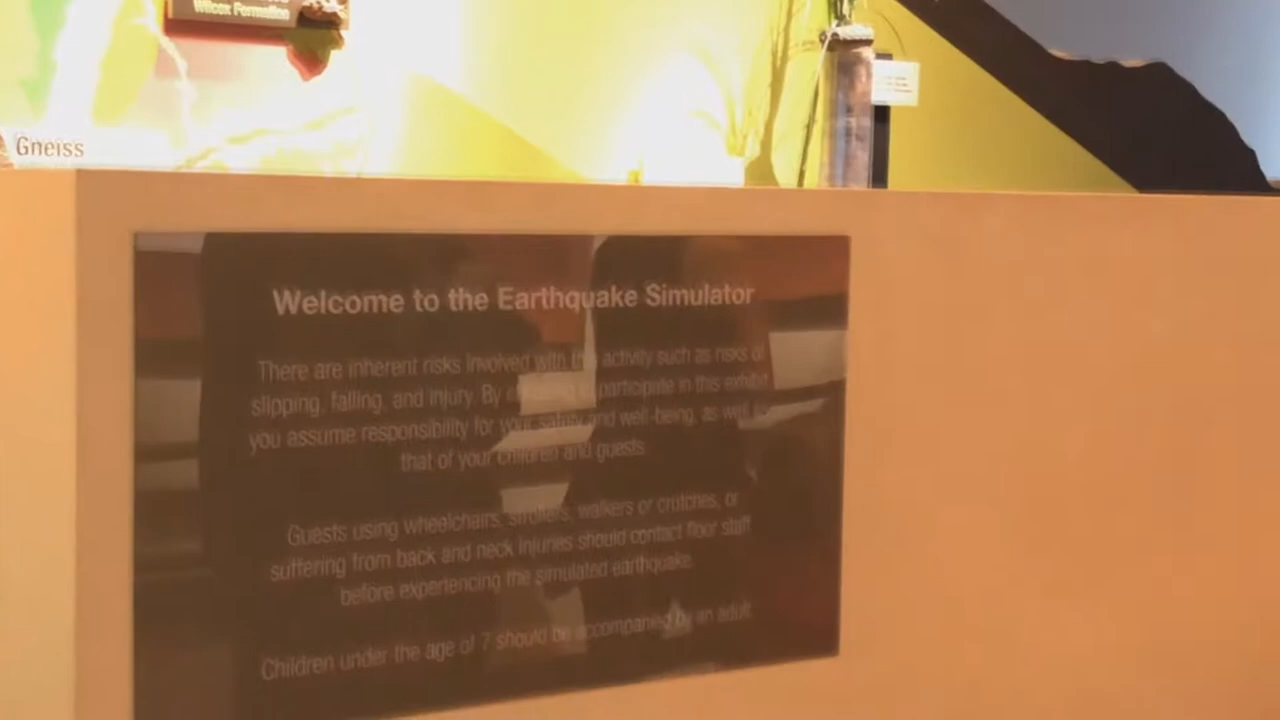 Wilcox Formation
Gneiss
Welcome to the Earthquake Simulator
There are inherent risks involved with this activity such as risks of
slipping, falling, and injury. By to participate in this exhibit
you assume responsibility for your safety and well-being, as well as
that of your children and guests.
Guests using wheelchairs, strollers, walkers or crutches, or
suffering from back and neck injuries should contact floor staff
before experiencing the simulated earthquake.
Children under the age of 7 should be accompanied by an adult.